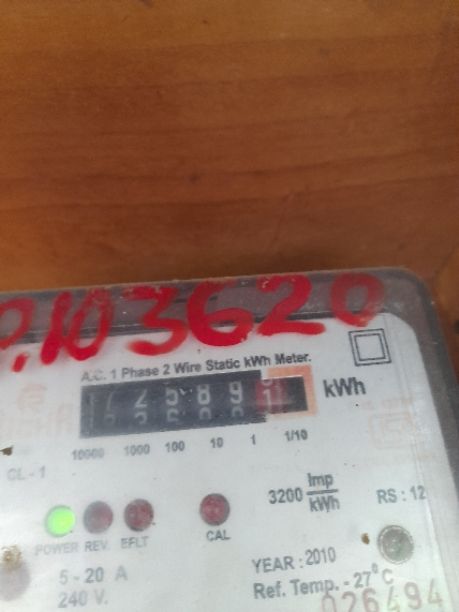 P.103620
A.C. 1 Phase 2 Wire Static kWh Meter.
kWh
10000 1000 100 10 1 1/10
CL - 1
3200 Imp/kWh
RS : 12
POWER REV. EFLT CAL
5 - 20 A
240 V.
YEAR : 2010
Ref. Temp. - 27°C
026494